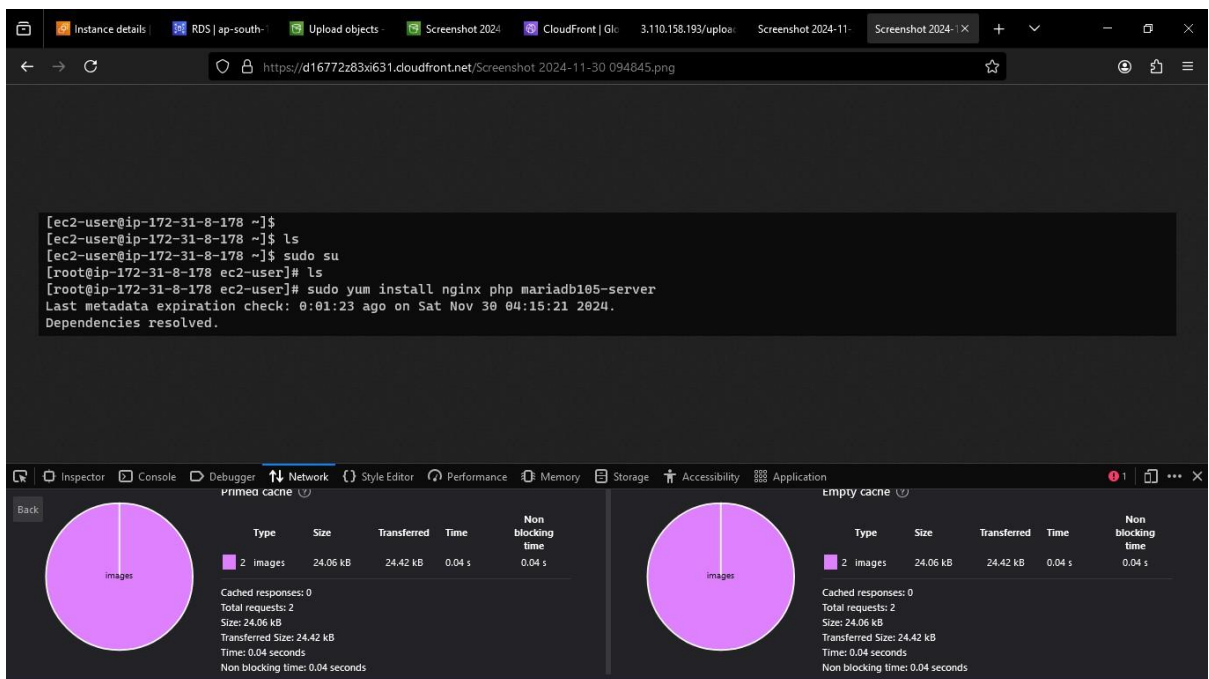 Instance details
RDS | ap-south-1
Upload objects -
Screenshot 2024
CloudFront | Glo
3.110.158.193/uploa
Screenshot 2024-11-
Screenshot 2024-1
https://d16772z83xi631.cloudfront.net/Screenshot 2024-11-30 094845.png
[ec2-user@ip-172-31-8-178 ~]$
[ec2-user@ip-172-31-8-178 ~]$ ls
[ec2-user@ip-172-31-8-178 ~]$ sudo su
[root@ip-172-31-8-178 ec2-user]# ls
[root@ip-172-31-8-178 ec2-user]# sudo yum install nginx php mariadb105-server
Last metadata expiration check: 0:01:23 ago on Sat Nov 30 04:15:21 2024.
Dependencies resolved.
Inspector Console Debugger Network {} Style Editor Performance Memory Storage Accessibility Application 1
Back
Primed cache
Type Size Transferred Time Non blocking time
2 images 24.06 kB 24.42 kB 0.04 s 0.04 s
images
Cached responses: 0
Total requests: 2
Size: 24.06 kB
Transferred Size: 24.42 kB
Time: 0.04 seconds
Non blocking time: 0.04 seconds
Empty cache
Type Size Transferred Time Non blocking time
2 images 24.06 kB 24.42 kB 0.04 s 0.04 s
images
Cached responses: 0
Total requests: 2
Size: 24.06 kB
Transferred Size: 24.42 kB
Time: 0.04 seconds
Non blocking time: 0.04 seconds